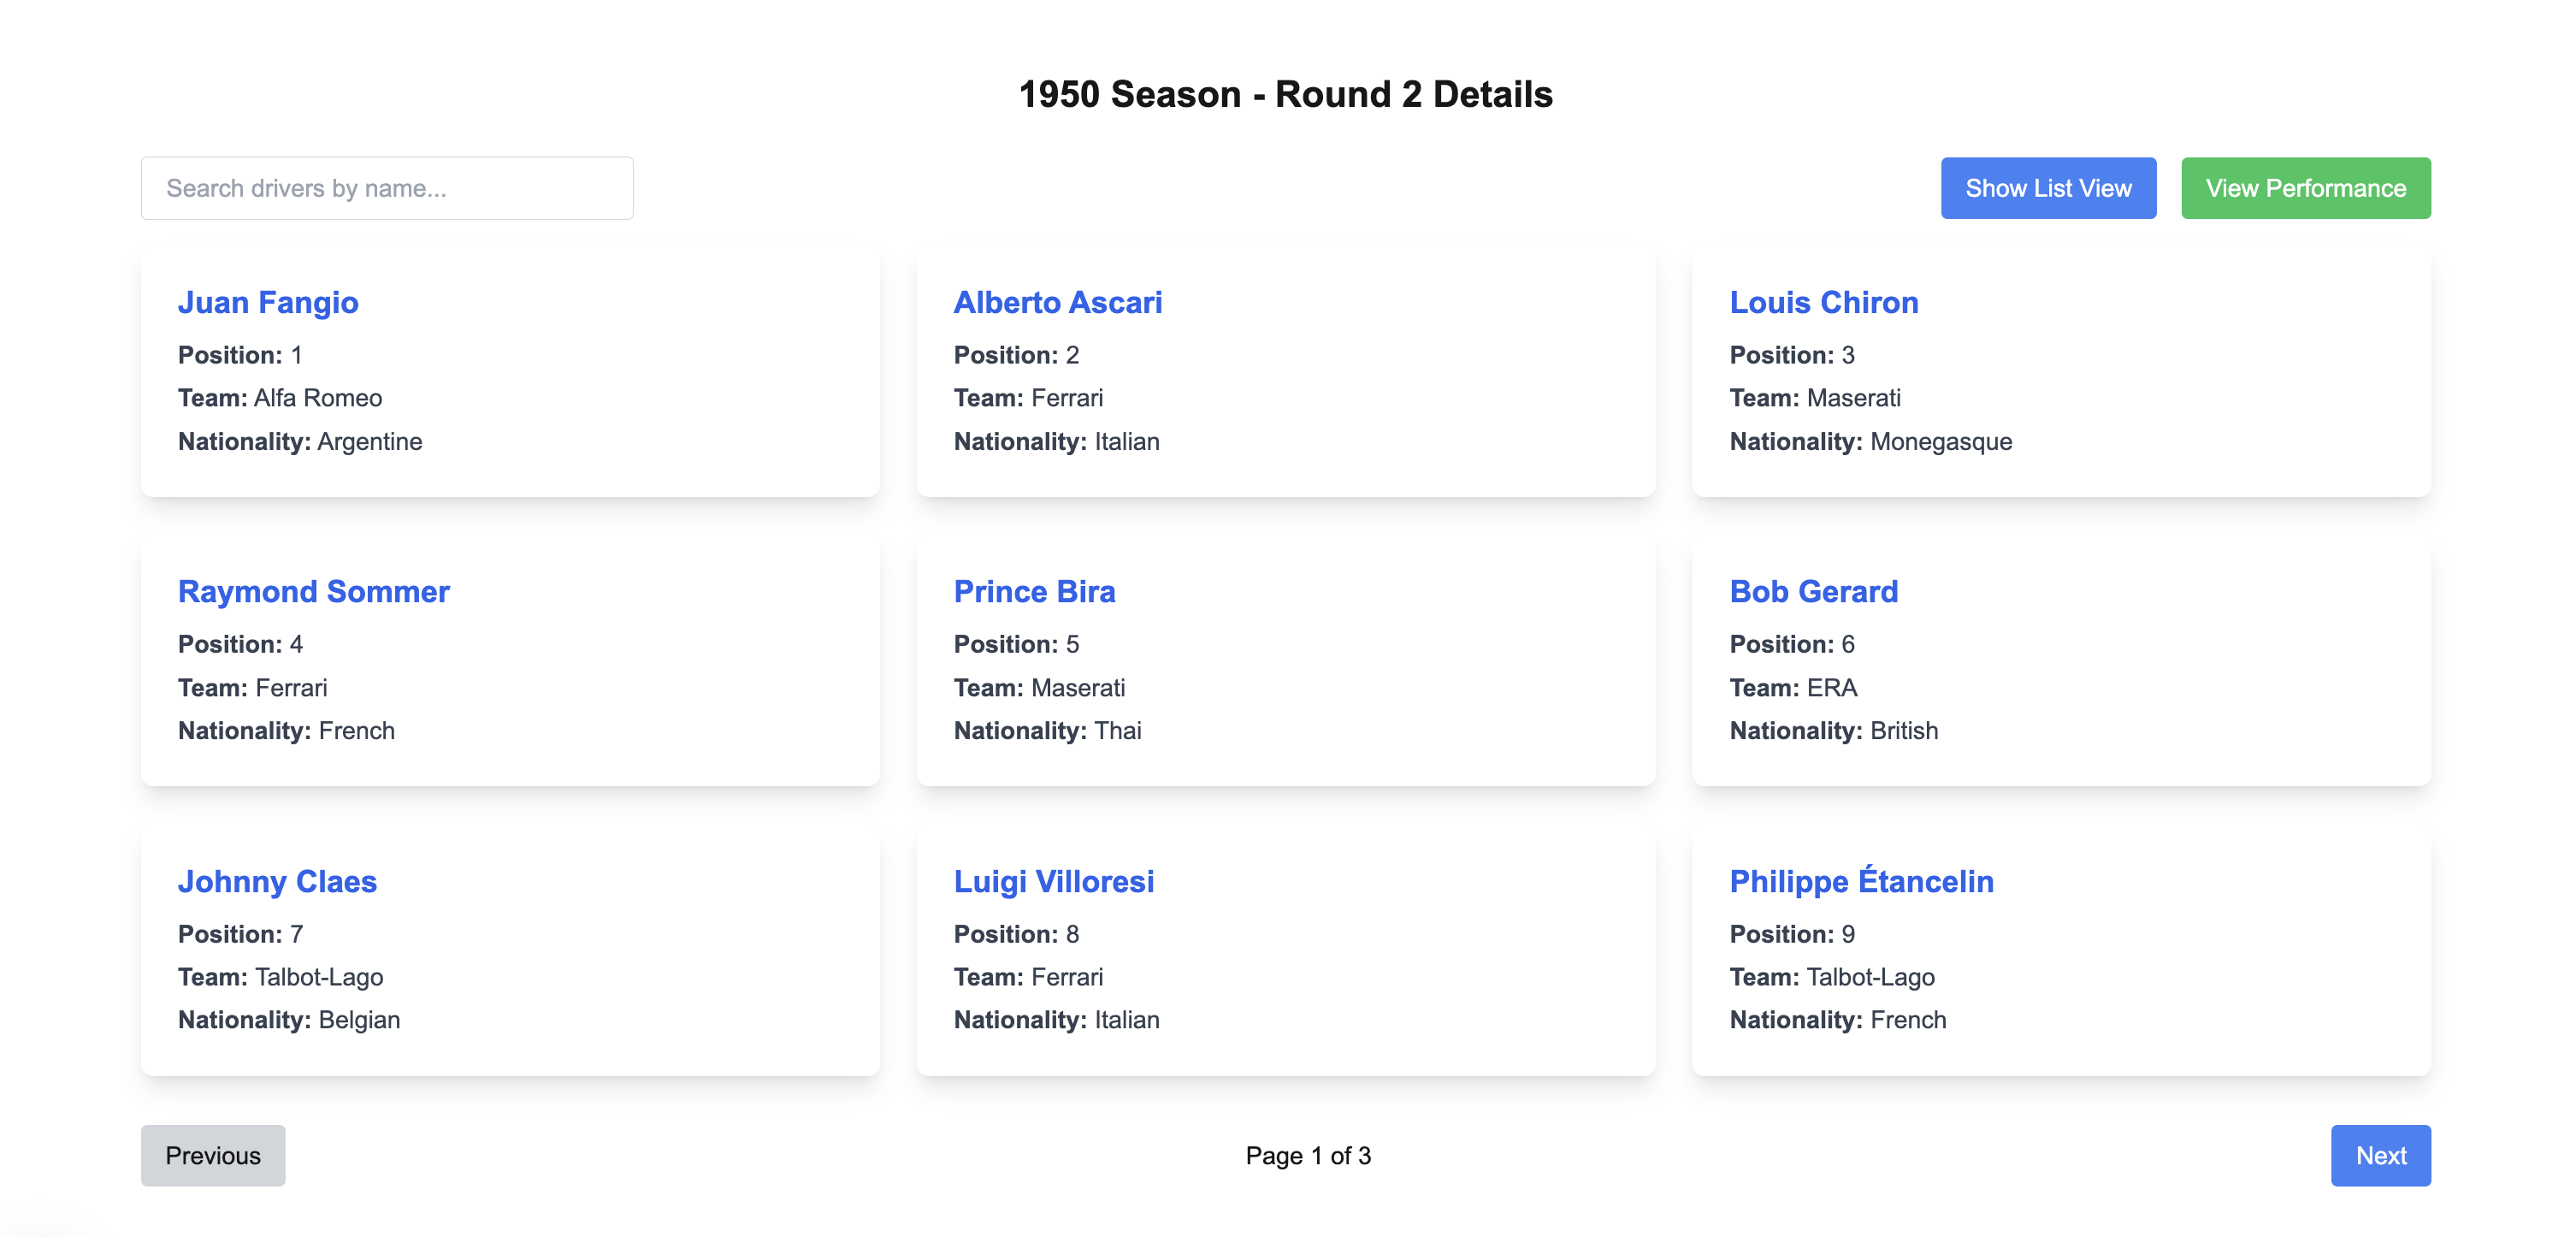 1950 Season - Round 2 Details
Search drivers by name...
Show List View
View Performance
Juan Fangio
Position: 1
Team: Alfa Romeo
Nationality: Argentine
Alberto Ascari
Position: 2
Team: Ferrari
Nationality: Italian
Louis Chiron
Position: 3
Team: Maserati
Nationality: Monegasque
Raymond Sommer
Position: 4
Team: Ferrari
Nationality: French
Prince Bira
Position: 5
Team: Maserati
Nationality: Thai
Bob Gerard
Position: 6
Team: ERA
Nationality: British
Johnny Claes
Position: 7
Team: Talbot-Lago
Nationality: Belgian
Luigi Villoresi
Position: 8
Team: Ferrari
Nationality: Italian
Philippe Étancelin
Position: 9
Team: Talbot-Lago
Nationality: French
Previous
Page 1 of 3
Next